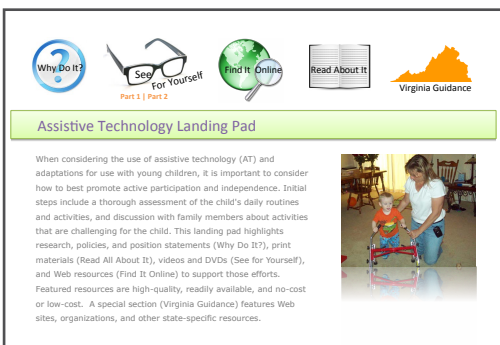 Why Do It?
See
For Yourself
Part 1 | Part 2
Find It Online
Read About It
Virginia Guidance
Assistive Technology Landing Pad
When considering the use of assistive technology (AT) and
adaptations for use with young children, it is important to consider
how to best promote active participation and independence. Initial
steps include a thorough assessment of the child's daily routines
and activities, and discussion with family members about activities
that are challenging for the child. This landing pad highlights
research, policies, and position statements (Why Do It?), print
materials (Read All About It), videos and DVDs (See for Yourself),
and Web resources (Find It Online) to support those efforts.
Featured resources are high-quality, readily available, and no-cost
or low-cost. A special section (Virginia Guidance) features Web
sites, organizations, and other state-specific resources.